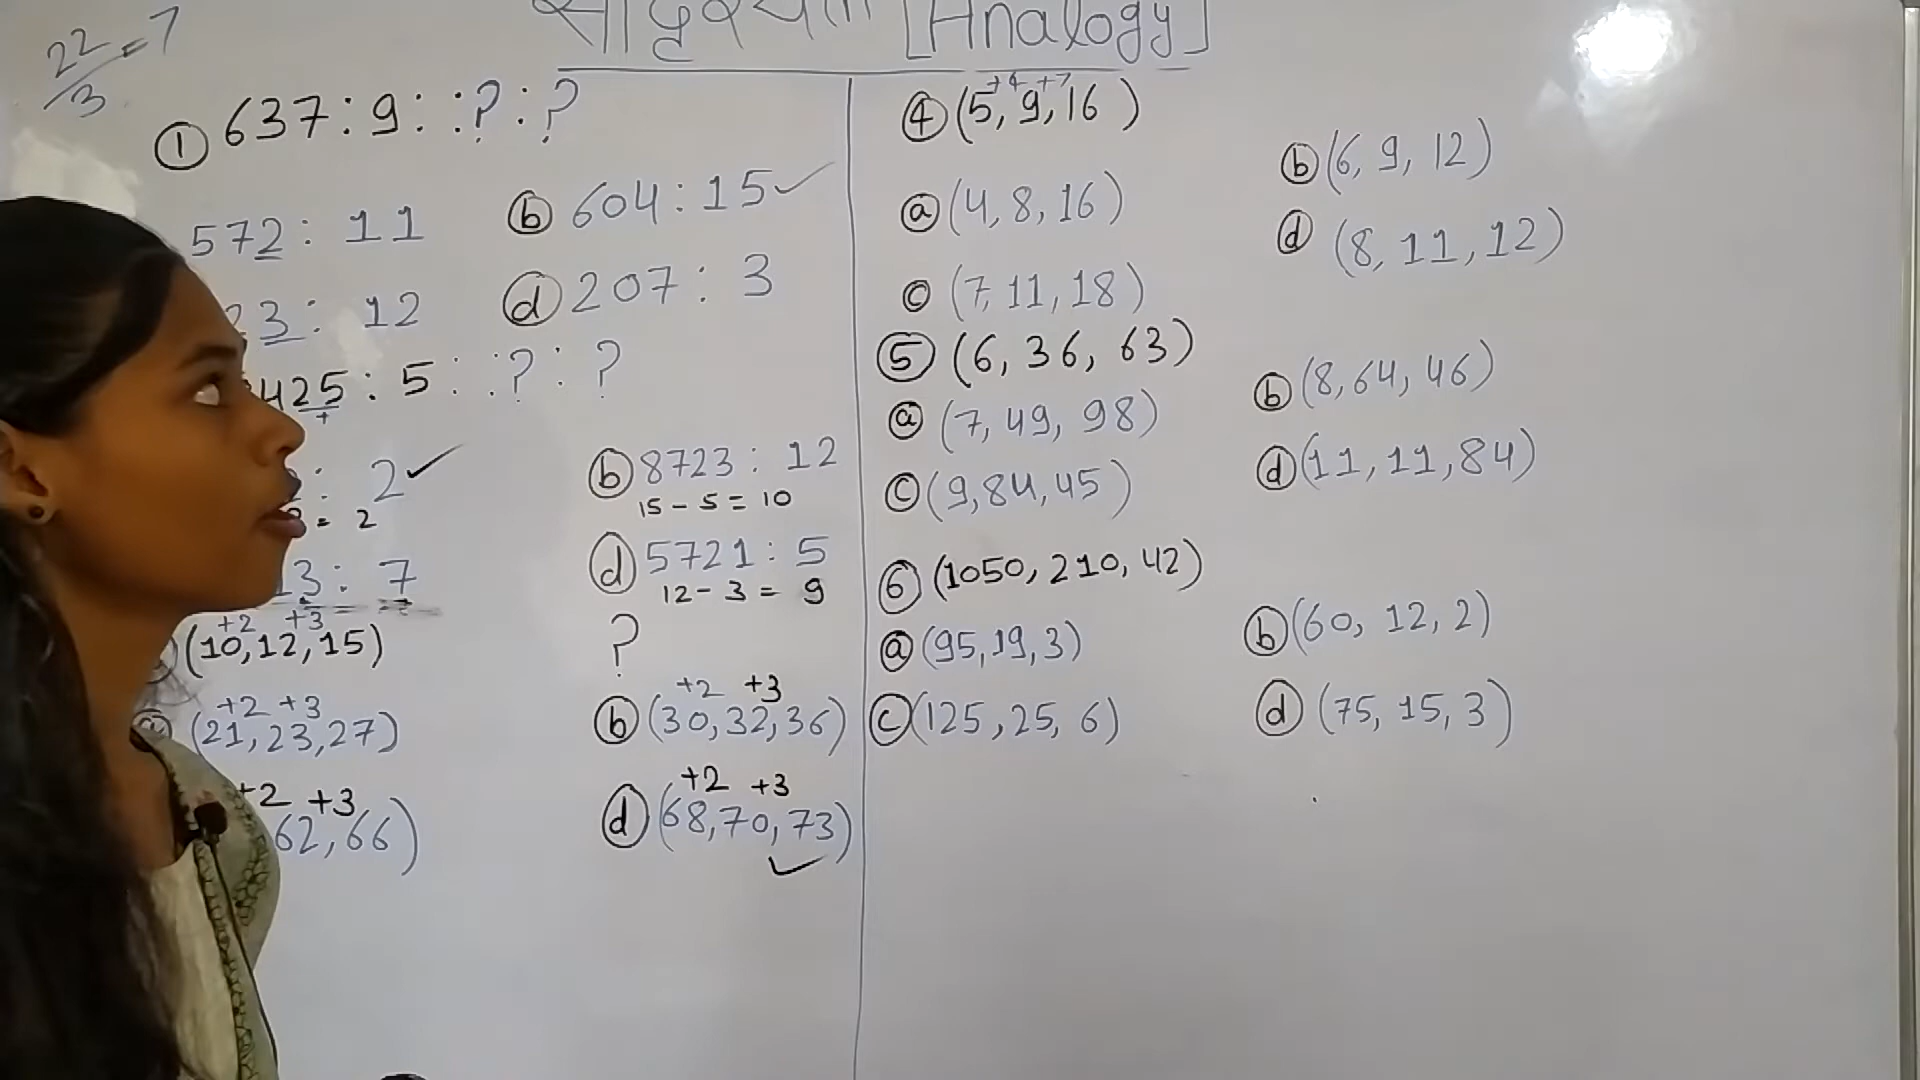 [Analogy]
22/3 = 7
① 637 : 9 : : ? : ?
572 : 11
ⓑ 604 : 15 ✓
23 : 12
ⓓ 207 : 3
425 : 5 : : ? : ?
+
: 2 ✓
= 2
ⓑ 8723 : 12
15 - 5 = 10
13 : 7
ⓓ 5721 : 5
12 - 3 = 9
+2 +3
(10,12,15)
?
+2 +3
(21,23,27)
+2 +3
ⓑ (30,32,36)
+2 +3
62,66)
+2 +3
ⓓ (68,70,73)
✓
+4 +7
④ (5,9,16)
ⓐ (4,8,16)
ⓑ (6,9,12)
ⓒ (7,11,18)
ⓓ (8,11,12)
⑤ (6,36,63)
ⓐ (7,49,98)
ⓑ (8,64,46)
ⓒ (9,84,45)
ⓓ (11,11,84)
⑥ (1050,210,42)
ⓐ (95,19,3)
ⓑ (60,12,2)
ⓒ (125,25,6)
ⓓ (75,15,3)